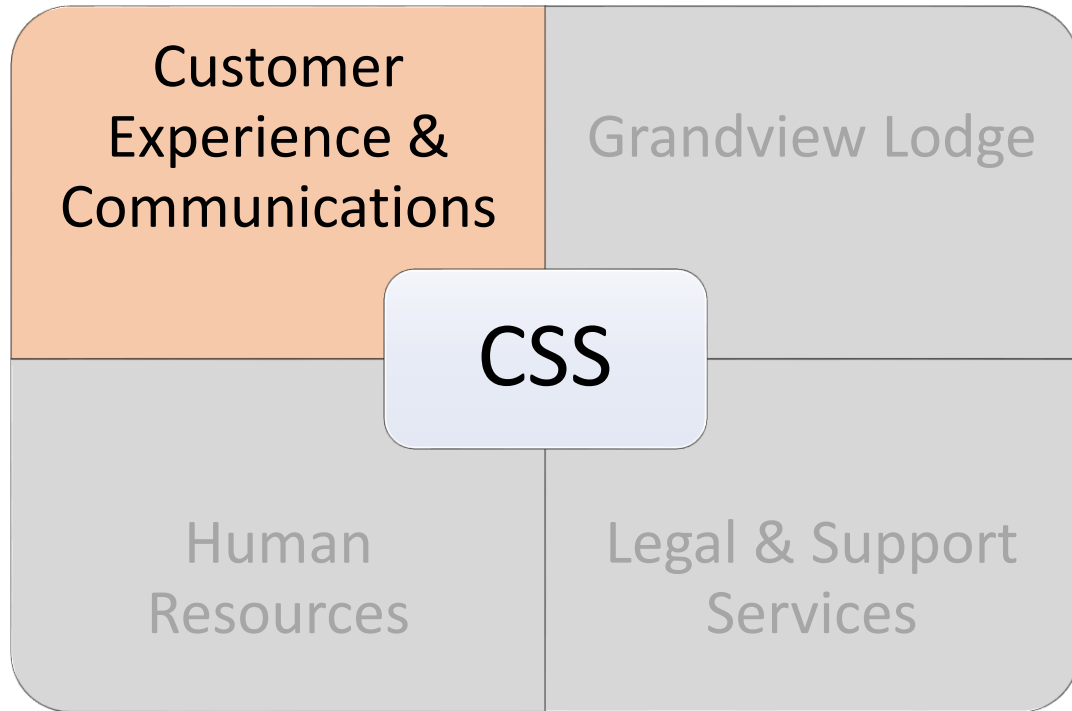 Customer
Experience &
Communications
Grandview Lodge
CSS
Human
Resources
Legal & Support
Services